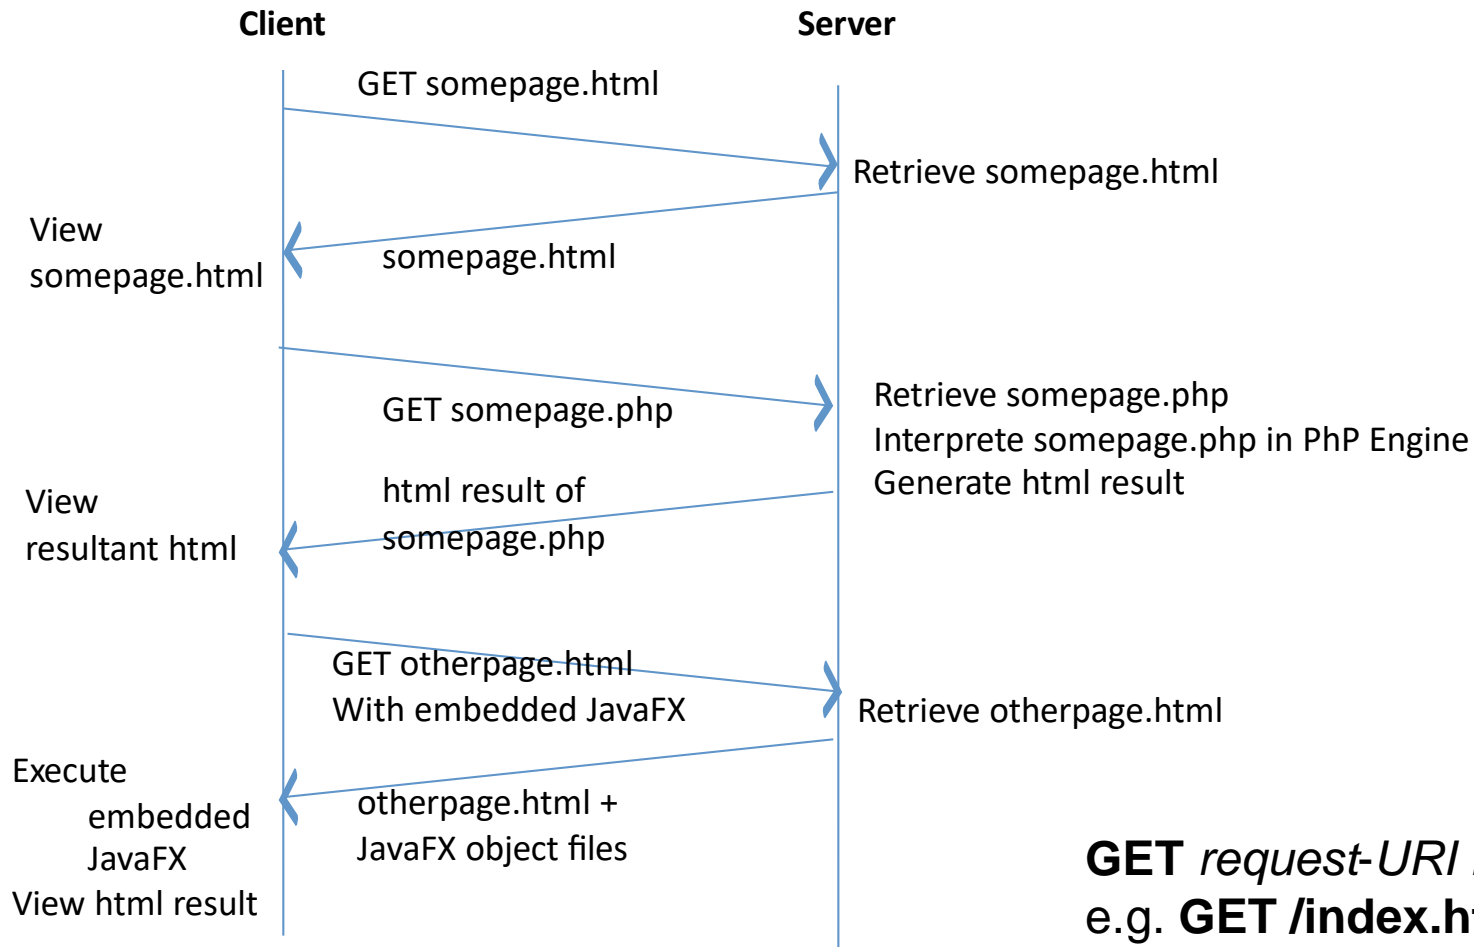 Client
Server
GET somepage.html
Retrieve somepage.html
View
somepage.html
somepage.html
GET somepage.php
Retrieve somepage.php
Interprete somepage.php in PhP Engine
Generate html result
View
resultant html
html result of
somepage.php
GET otherpage.html
With embedded JavaFX
Retrieve otherpage.html
Execute
embedded
JavaFX
View html result
otherpage.html +
JavaFX object files
GET request-URI
e.g. GET /index.ht